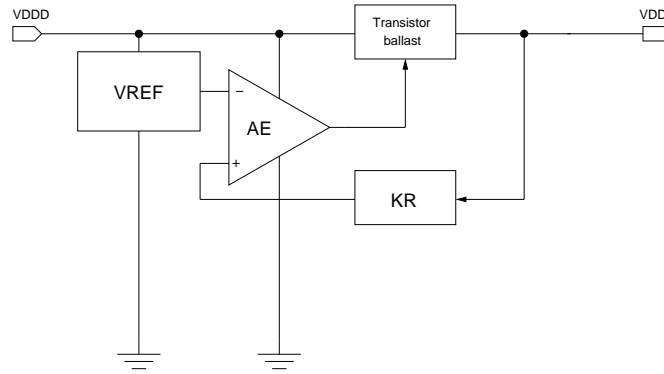 VDDD
VDD
Transistor
ballast
VREF
−
AE
+
KR